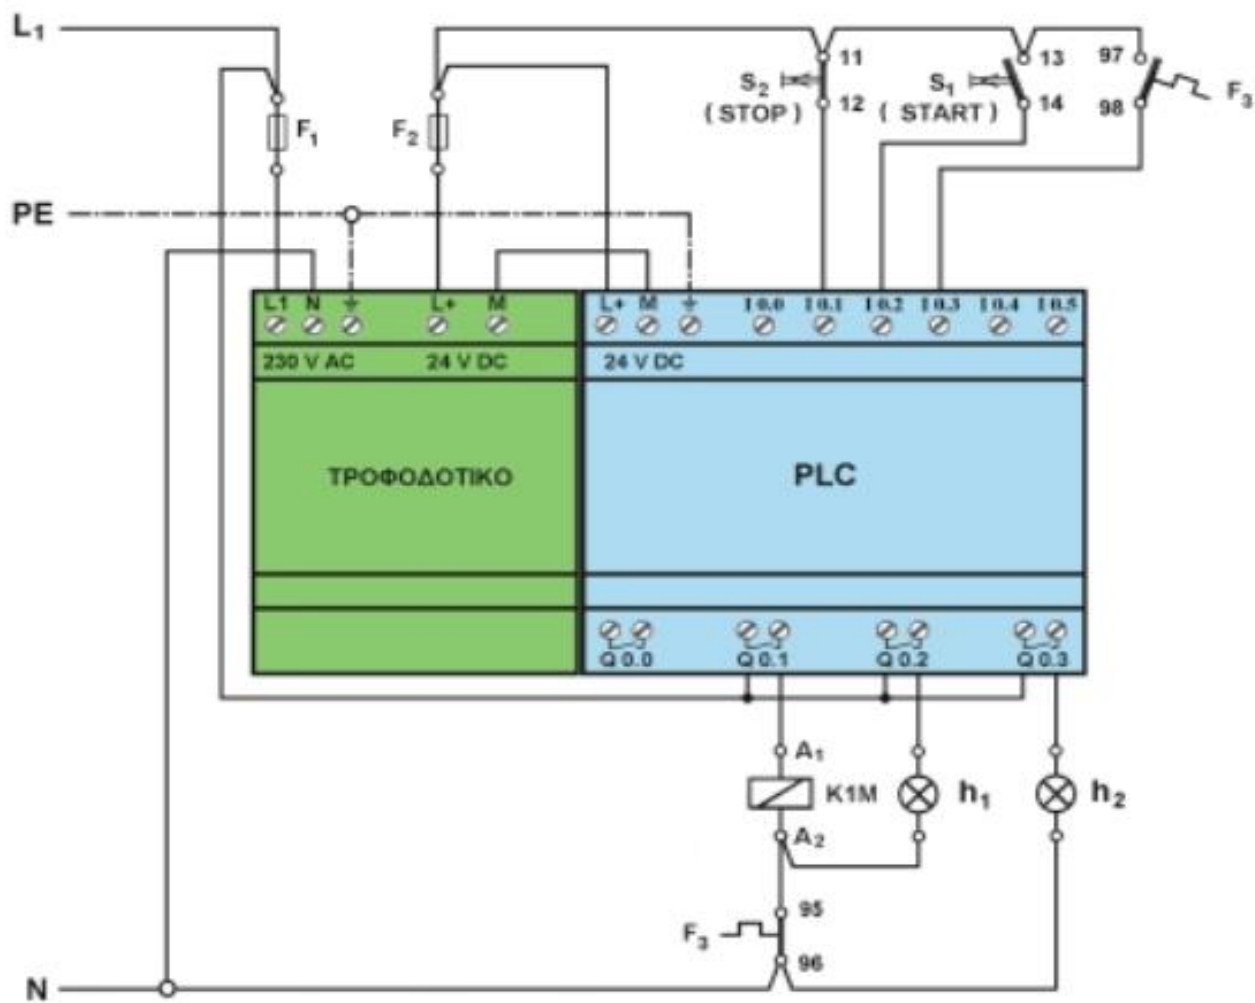 L1
11
13
97
S2
S1
F3
(STOP)
12
(START)
14
98
F1
F2
PE
L1 N L+ M L+ M I 0.0 I 0.1 I 0.2 I 0.3 I 0.4 I 0.5
230 V AC 24 V DC 24 V DC
ΤΡΟΦΟΔΟΤΙΚΟ
PLC
Q 0.0 Q 0.1 Q 0.2 Q 0.3
A1
K1M
h1
h2
A2
95
F3
96
N